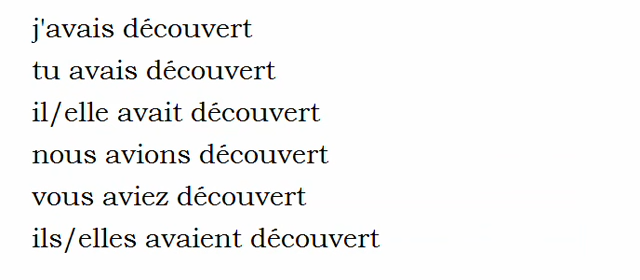 j'avais découvert
tu avais découvert
il/elle avait découvert
nous avions découvert
vous aviez découvert
ils/elles avaient découvert